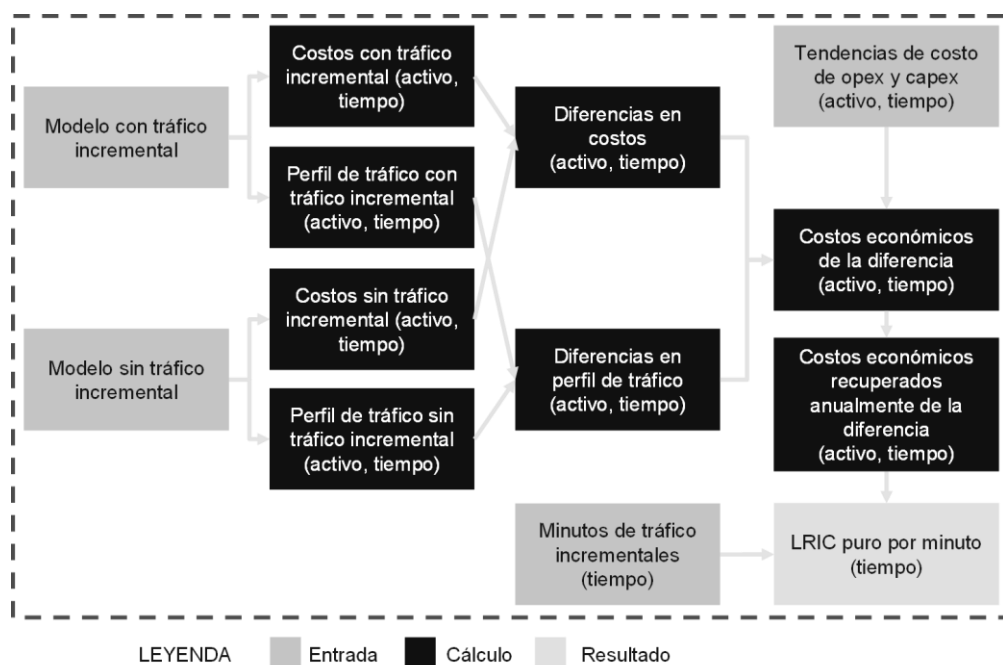 Modelo con tráfico
incremental
Modelo sin tráfico
incremental
Costos con tráfico
incremental (activo,
tiempo)
Perfil de tráfico con
tráfico incremental
(activo, tiempo)
Costos sin tráfico
incremental (activo,
tiempo)
Perfil de tráfico sin
tráfico incremental
(activo, tiempo)
Diferencias en
costos
(activo, tiempo)
Diferencias en
perfil de tráfico
(activo, tiempo)
Minutos de tráfico
incrementales
(tiempo)
Tendencias de costo
de opex y capex
(activo, tiempo)
Costos económicos
de la diferencia
(activo, tiempo)
Costos económicos
recuperados
anualmente de la
diferencia
(activo, tiempo)
LRIC puro por minuto
(tiempo)
LEYENDA
Entrada
Cálculo
Resultado